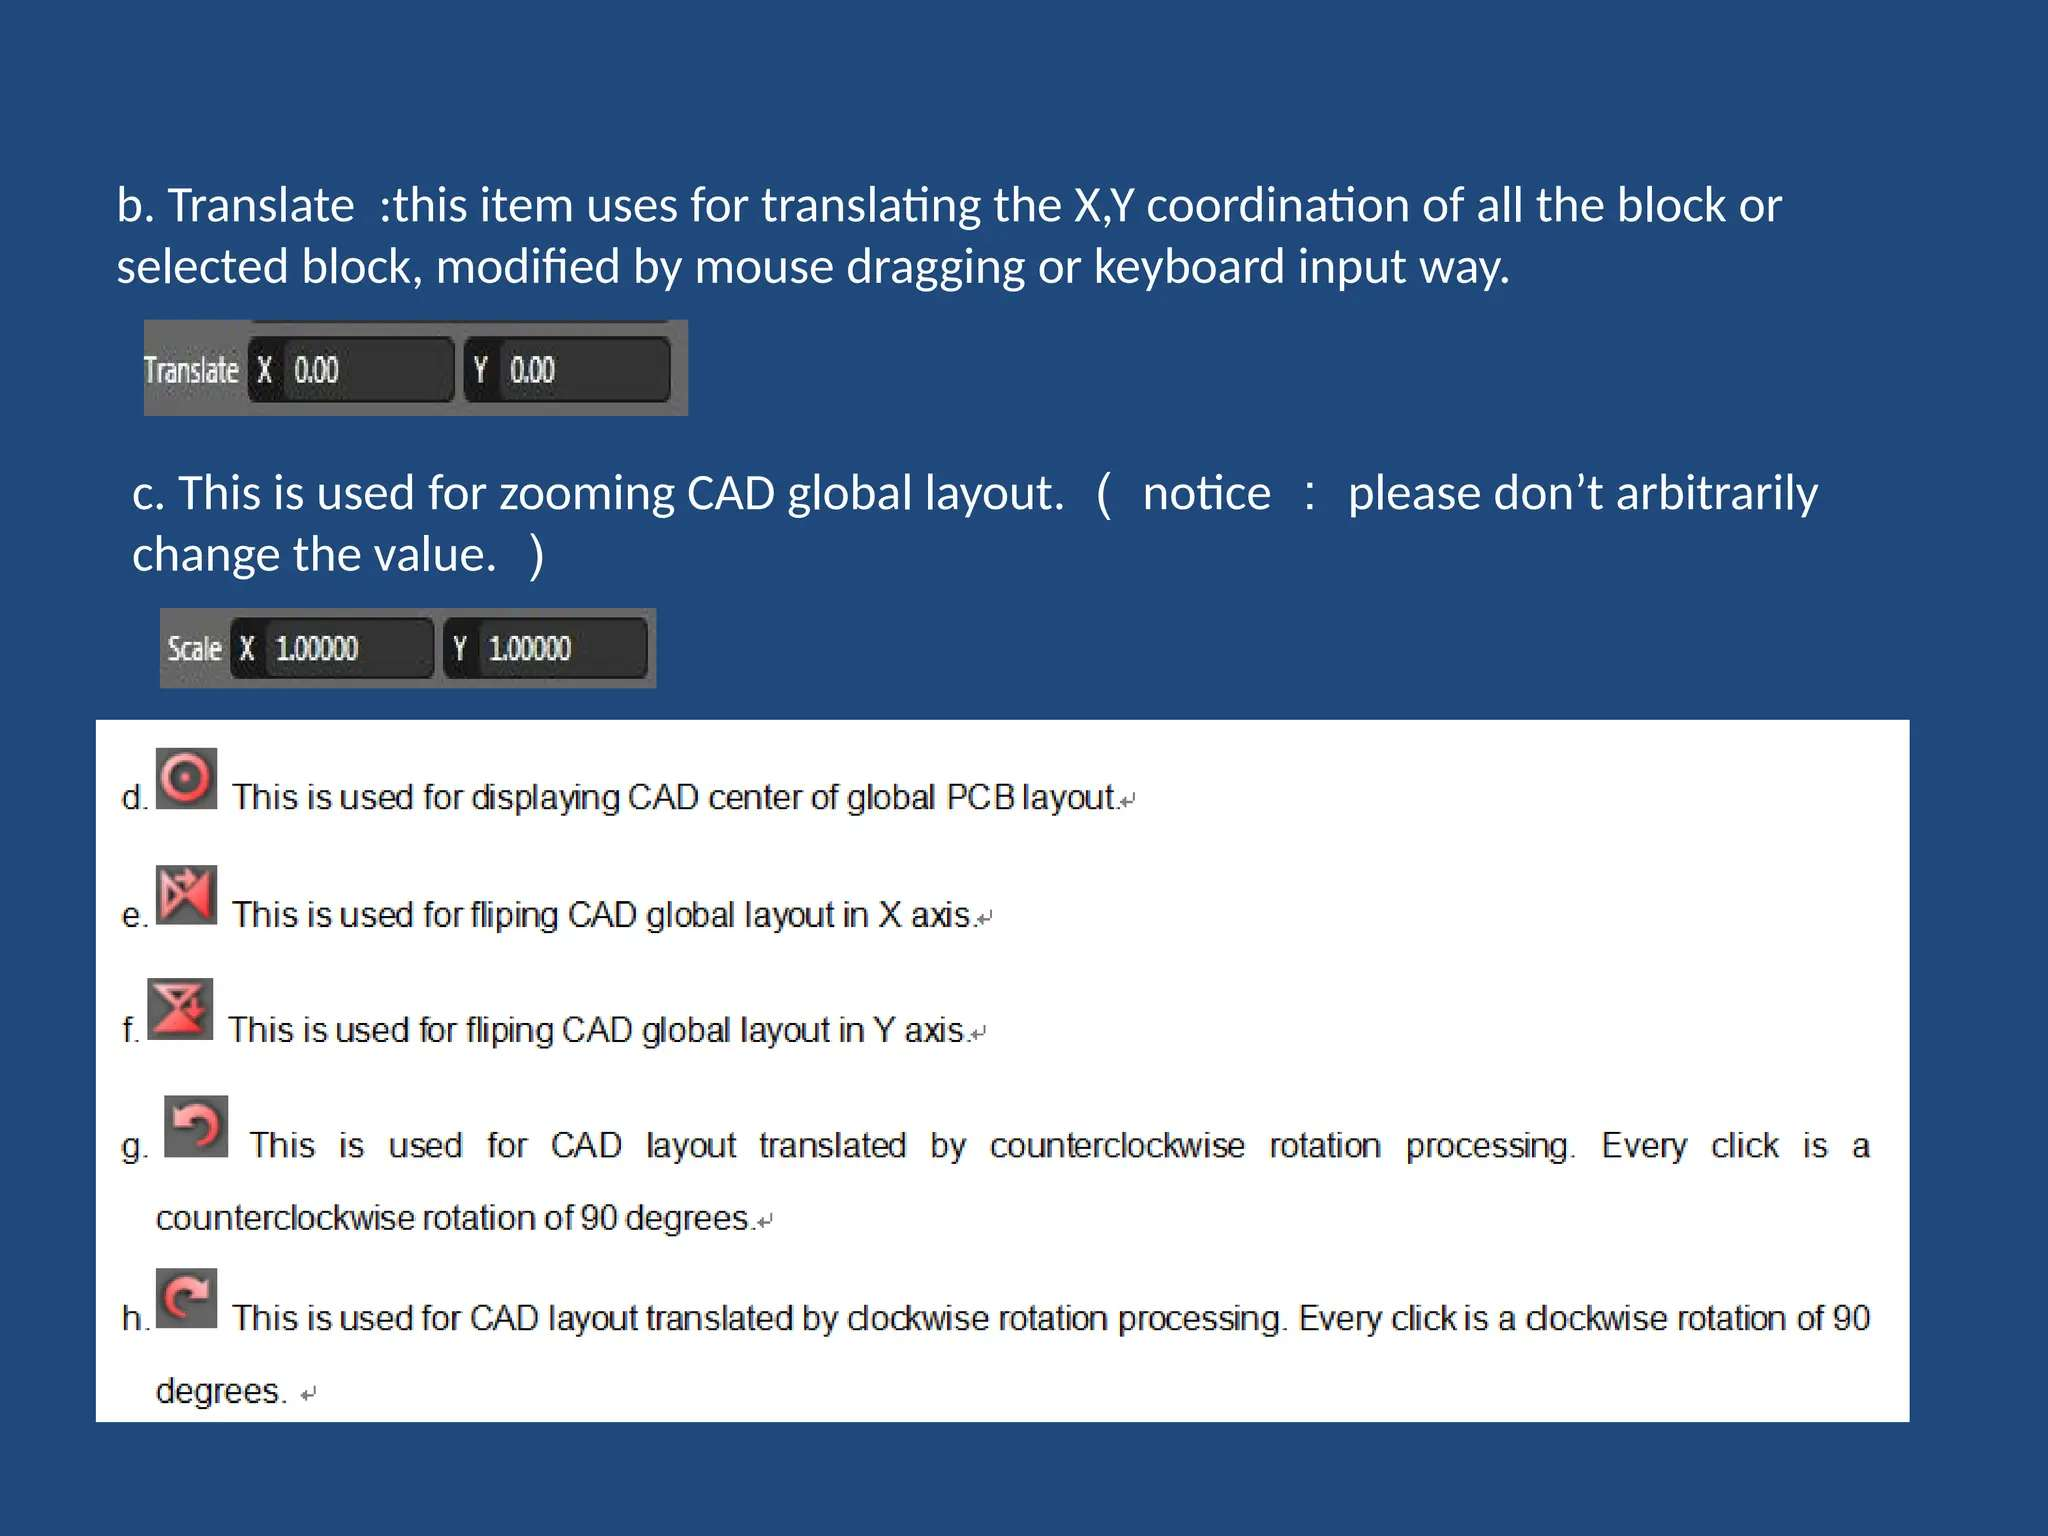 b. Translate :this item uses for translating the X,Y coordination of all the block or
selected block, modified by mouse dragging or keyboard input way.
Translate X 0.00 Y 0.00
c. This is used for zooming CAD global layout. （ notice ： please don’t arbitrarily
change the value. ）
Scale X 1.00000 Y 1.00000
d. This is used for displaying CAD center of global PCB layout.↵
e. This is used for fliping CAD global layout in X axis.↵
f. This is used for fliping CAD global layout in Y axis.↵
g. This is used for CAD layout translated by counterclockwise rotation processing. Every click is a
counterclockwise rotation of 90 degrees.↵
h. This is used for CAD layout translated by clockwise rotation processing. Every click is a clockwise rotation of 90
degrees. ↵